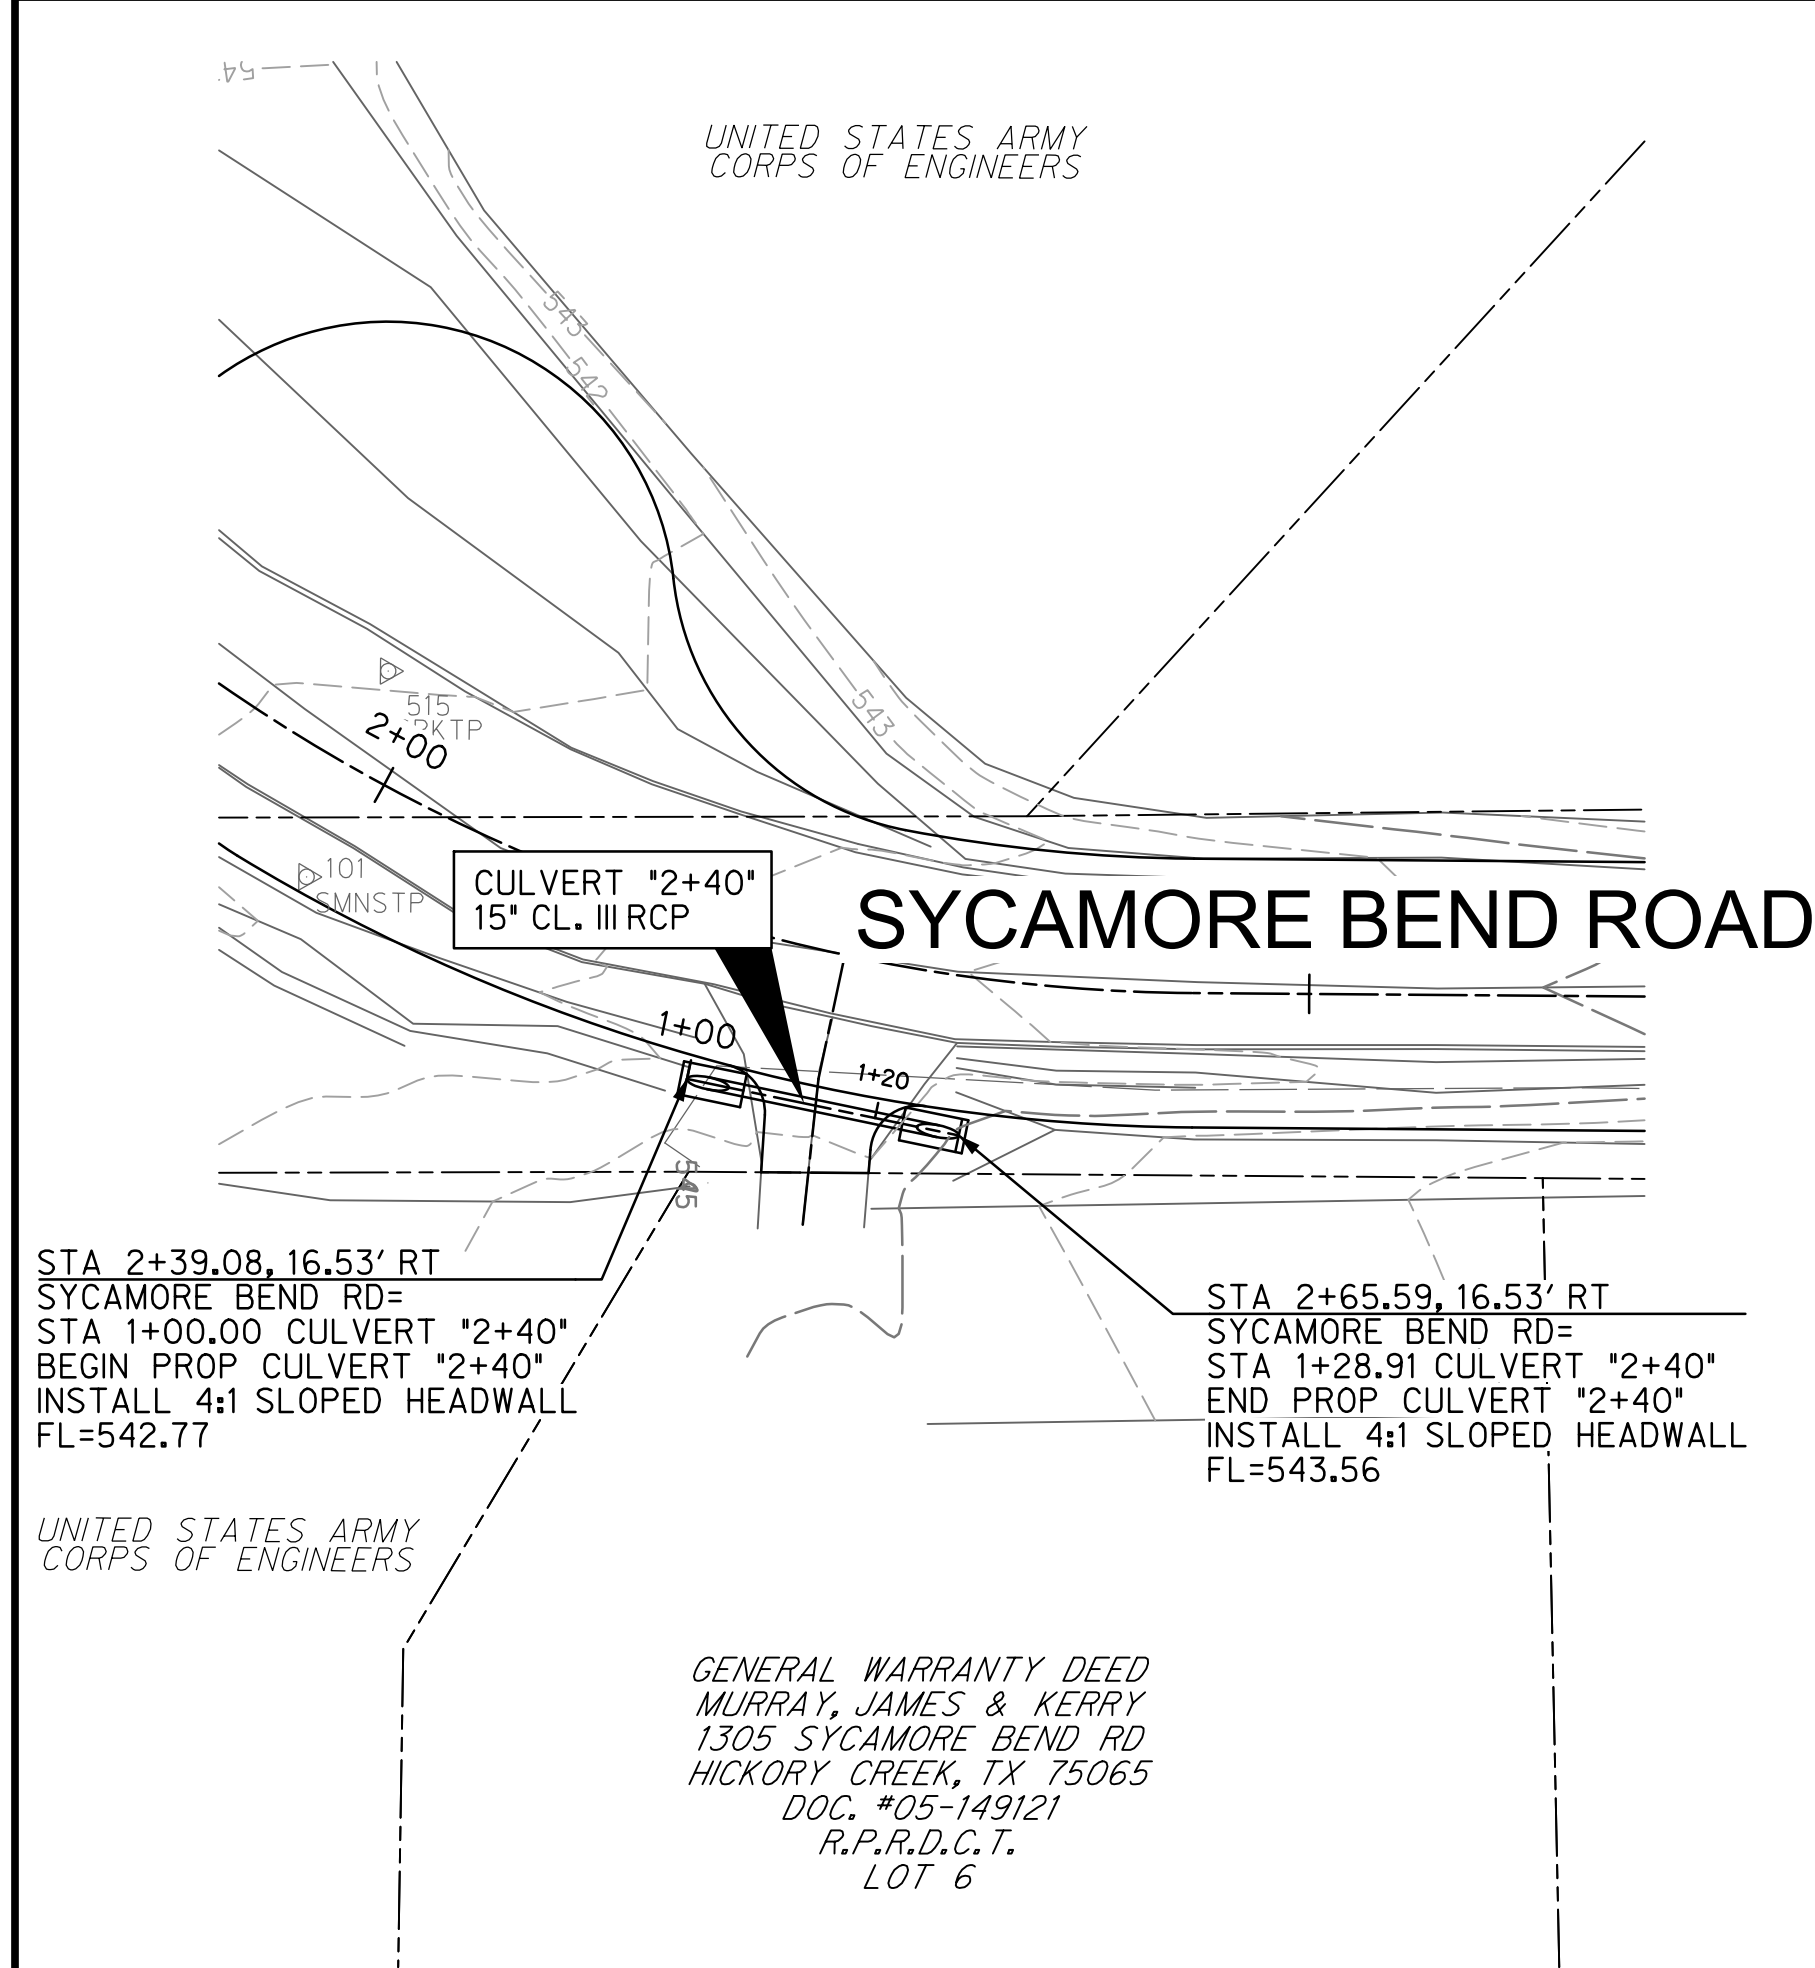 54
UNITED STATES ARMY
CORPS OF ENGINEERS
543
542
515
2+00
543
101
SMNSTP
CULVERT "2+40"
15" CL. III RCP
SYCAMORE BEND ROAD
1+00
1+20
545
STA 2+39.08, 16.53' RT
SYCAMORE BEND RD=
STA 1+00.00 CULVERT "2+40"
BEGIN PROP CULVERT "2+40"
INSTALL 4:1 SLOPED HEADWALL
FL=542.77
STA 2+65.59, 16.53' RT
SYCAMORE BEND RD=
STA 1+28.91 CULVERT "2+40"
END PROP CULVERT "2+40"
INSTALL 4:1 SLOPED HEADWALL
FL=543.56
UNITED STATES ARMY
CORPS OF ENGINEERS
GENERAL WARRANTY DEED
MURRAY, JAMES & KERRY
1305 SYCAMORE BEND RD
HICKORY CREEK, TX 75065
DOC. #05-149121
R.P.R.D.C.T.
LOT 6